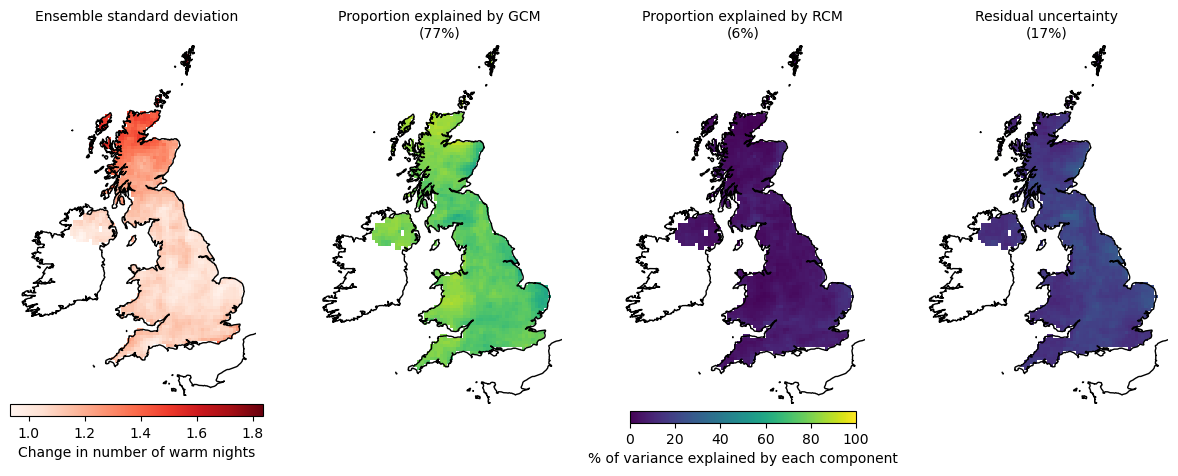 Ensemble standard deviation
Proportion explained by GCM
(77%)
Proportion explained by RCM
(6%)
Residual uncertainty
(17%)
1.0 1.2 1.4 1.6 1.8
Change in number of warm nights
0 20 40 60 80 100
% of variance explained by each component